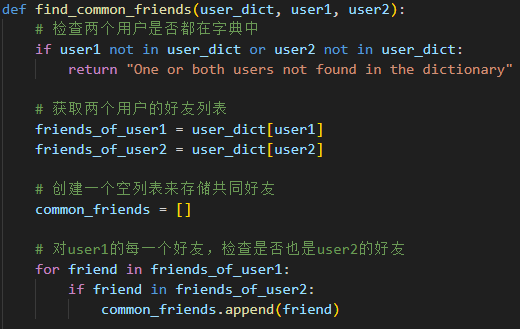 def find_common_friends(user_dict, user1, user2):
    # 检查两个用户是否都在字典中
    if user1 not in user_dict or user2 not in user_dict:
        return "One or both users not found in the dictionary"

    # 获取两个用户的好友列表
    friends_of_user1 = user_dict[user1]
    friends_of_user2 = user_dict[user2]

    # 创建一个空列表来存储共同好友
    common_friends = []

    # 对user1的每一个好友，检查是否也是user2的好友
    for friend in friends_of_user1:
        if friend in friends_of_user2:
            common_friends.append(friend)